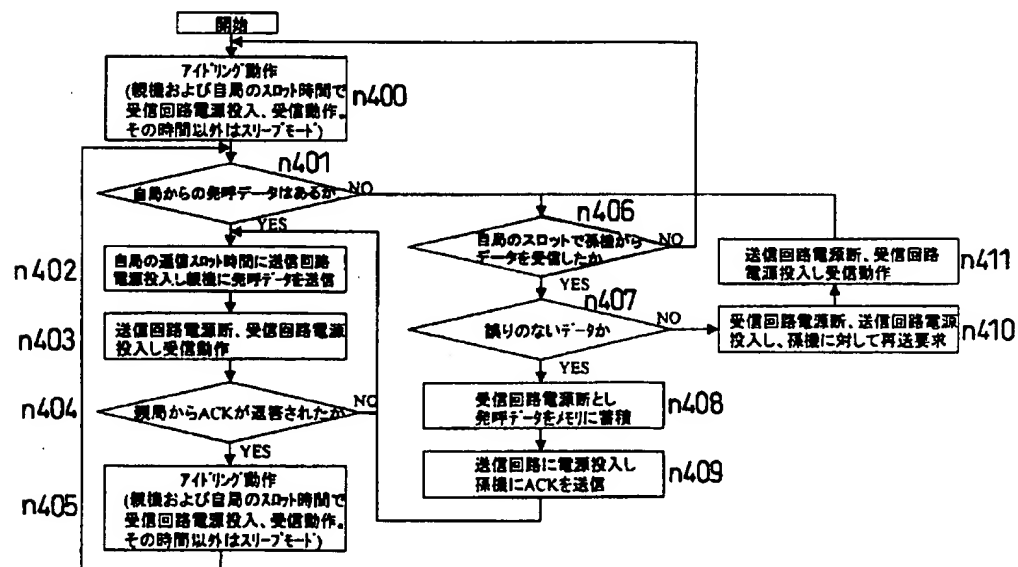 開始
アイドリング動作
(親機および自局のスロット時間で
受信回路電源投入、受信動作。
その時間以外はスリープモード)
n400
n401
自局からの発呼データはあるか
NO
YES
n402
自局の通信スロット時間に送信回路
電源投入し親機に発呼データを送信
n403
送信回路電源断、受信回路電源
投入し受信動作
n404
親局からACKが返答されたか
NO
YES
n405
アイドリング動作
(親機および自局のスロット時間で
受信回路電源投入、受信動作。
その時間以外はスリープモード)
n406
自局のスロットで孫機がら
データを受信したか
NO
YES
n407
誤りのないデータか
NO
YES
受信回路電源断とし
発呼データをメモリに蓄積
n408
送信回路に電源投入し
孫機にACKを送信
n409
送信回路電源断、受信回路
電源投入し受信動作
n411
受信回路電源断、送信回路電源
投入し、孫機に対して再送要求
n410